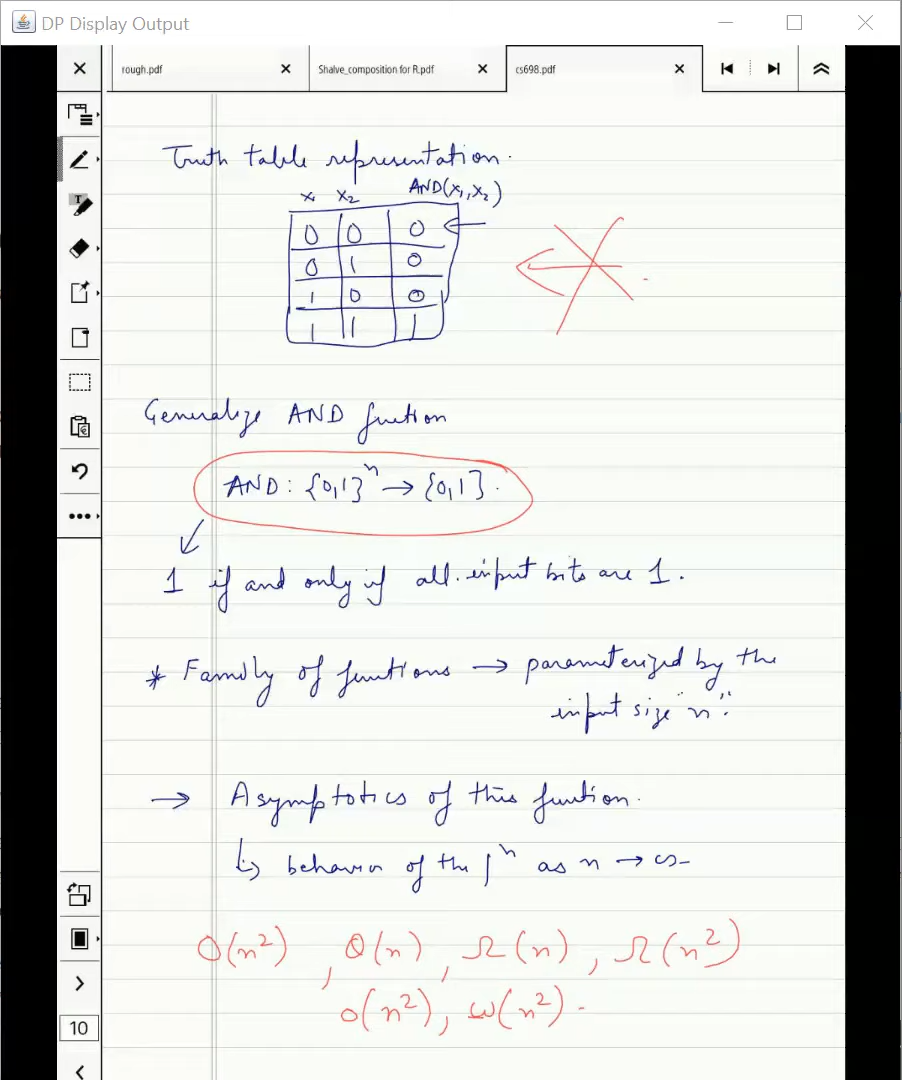 DP Display Output
rough.pdf
Shalve_composition for R.pdf
cs698.pdf
Truth table representation.
x₁ x₂ AND(x₁,x₂)
0 0 0
0 1 0
1 0 0
1 1 1
Generalize AND function
AND: {0,1}ⁿ → {0,1}.
1 if and only if all input bits are 1.
* Family of functions → parameterized by the
input size "n".
→ Asymptotics of this funtion.
↳ behavior of the fⁿ as n → ∞
O(n²), Θ(n), Ω(n), Ω(n²)
o(n²), ω(n²).
10